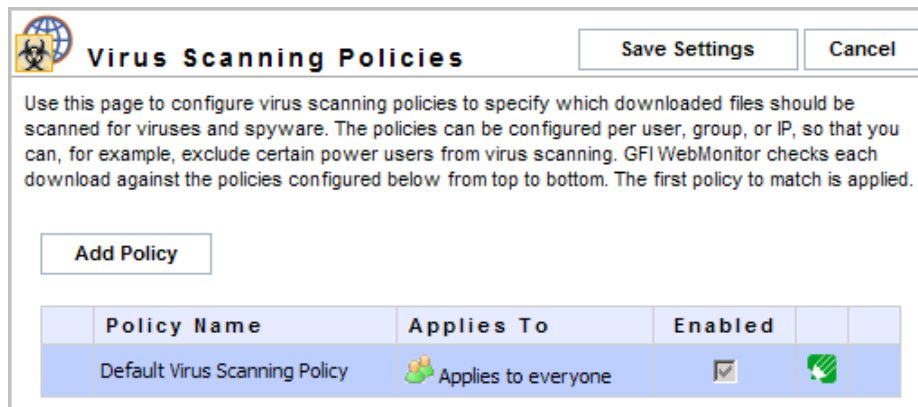 Virus Scanning Policies
Save Settings
Cancel
Use this page to configure virus scanning policies to specify which downloaded files should be
scanned for viruses and spyware. The policies can be configured per user, group, or IP, so that you
can, for example, exclude certain power users from virus scanning. GFI WebMonitor checks each
download against the policies configured below from top to bottom. The first policy to match is applied.
Add Policy
Policy Name Applies To Enabled
Default Virus Scanning Policy Applies to everyone